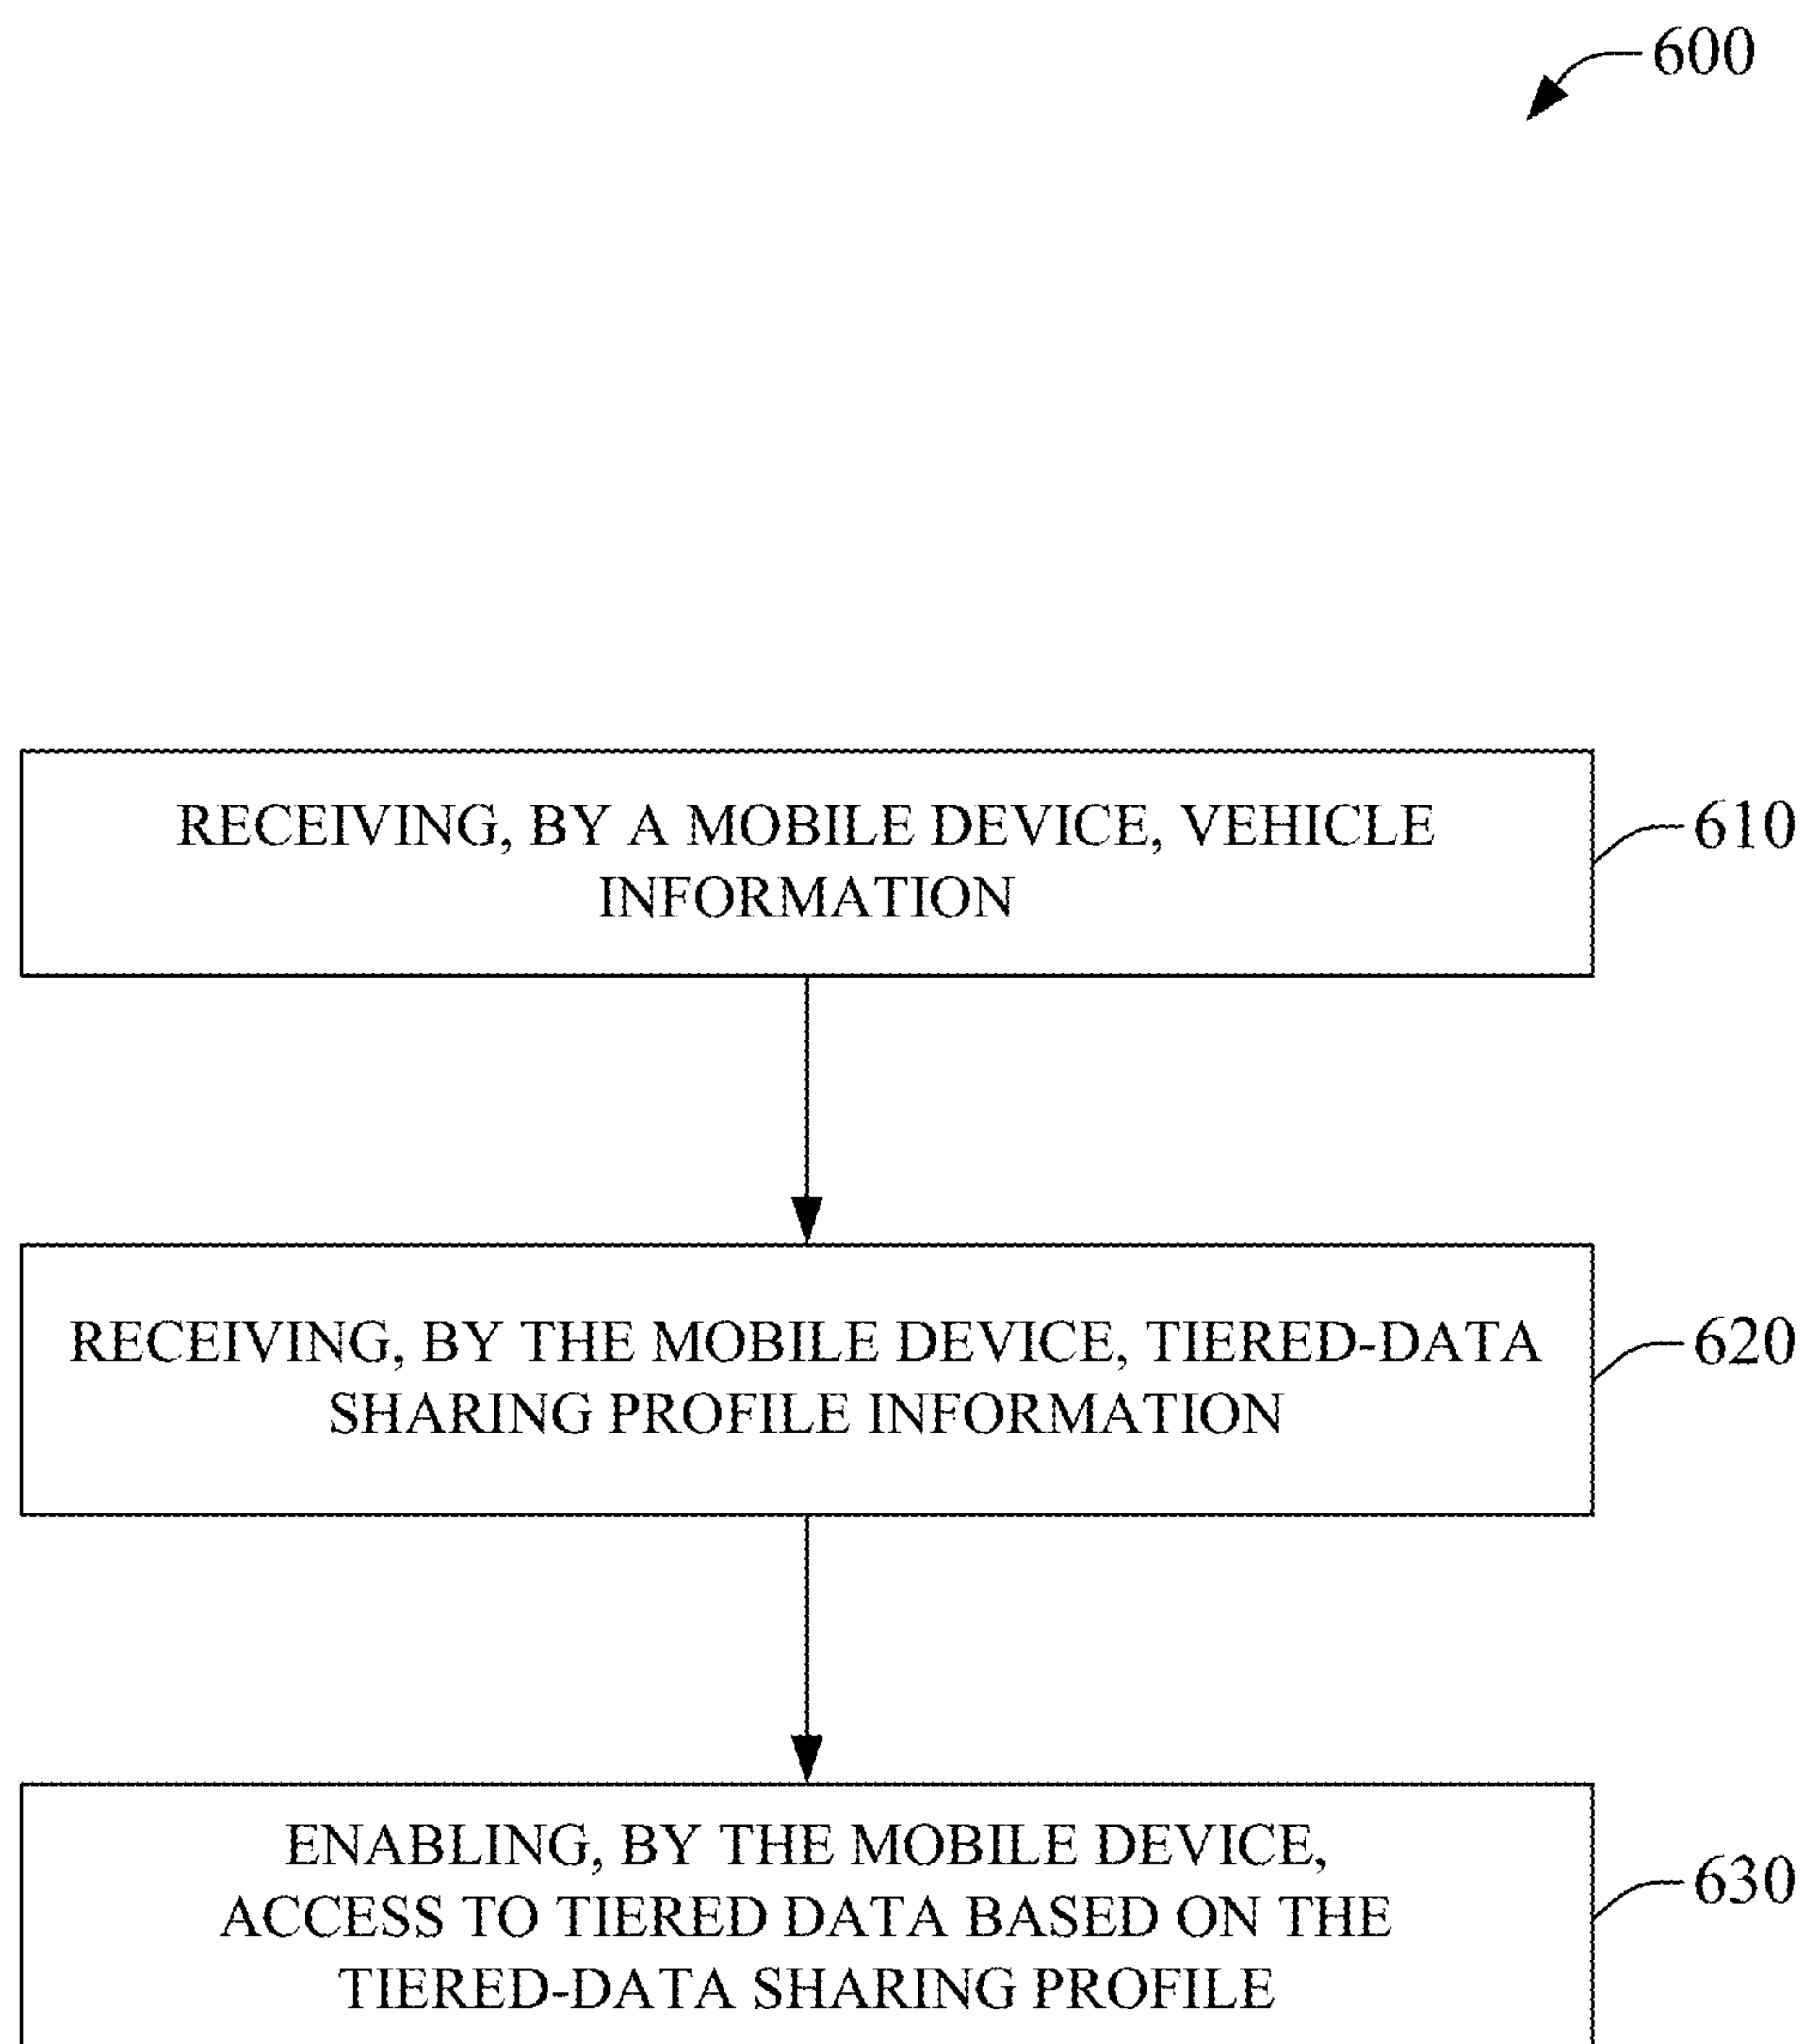 600
RECEIVING, BY A MOBILE DEVICE, VEHICLE
INFORMATION
610
RECEIVING, BY THE MOBILE DEVICE, TIERED-DATA
SHARING PROFILE INFORMATION
620
ENABLING, BY THE MOBILE DEVICE,
ACCESS TO TIERED DATA BASED ON THE
TIERED-DATA SHARING PROFILE
630